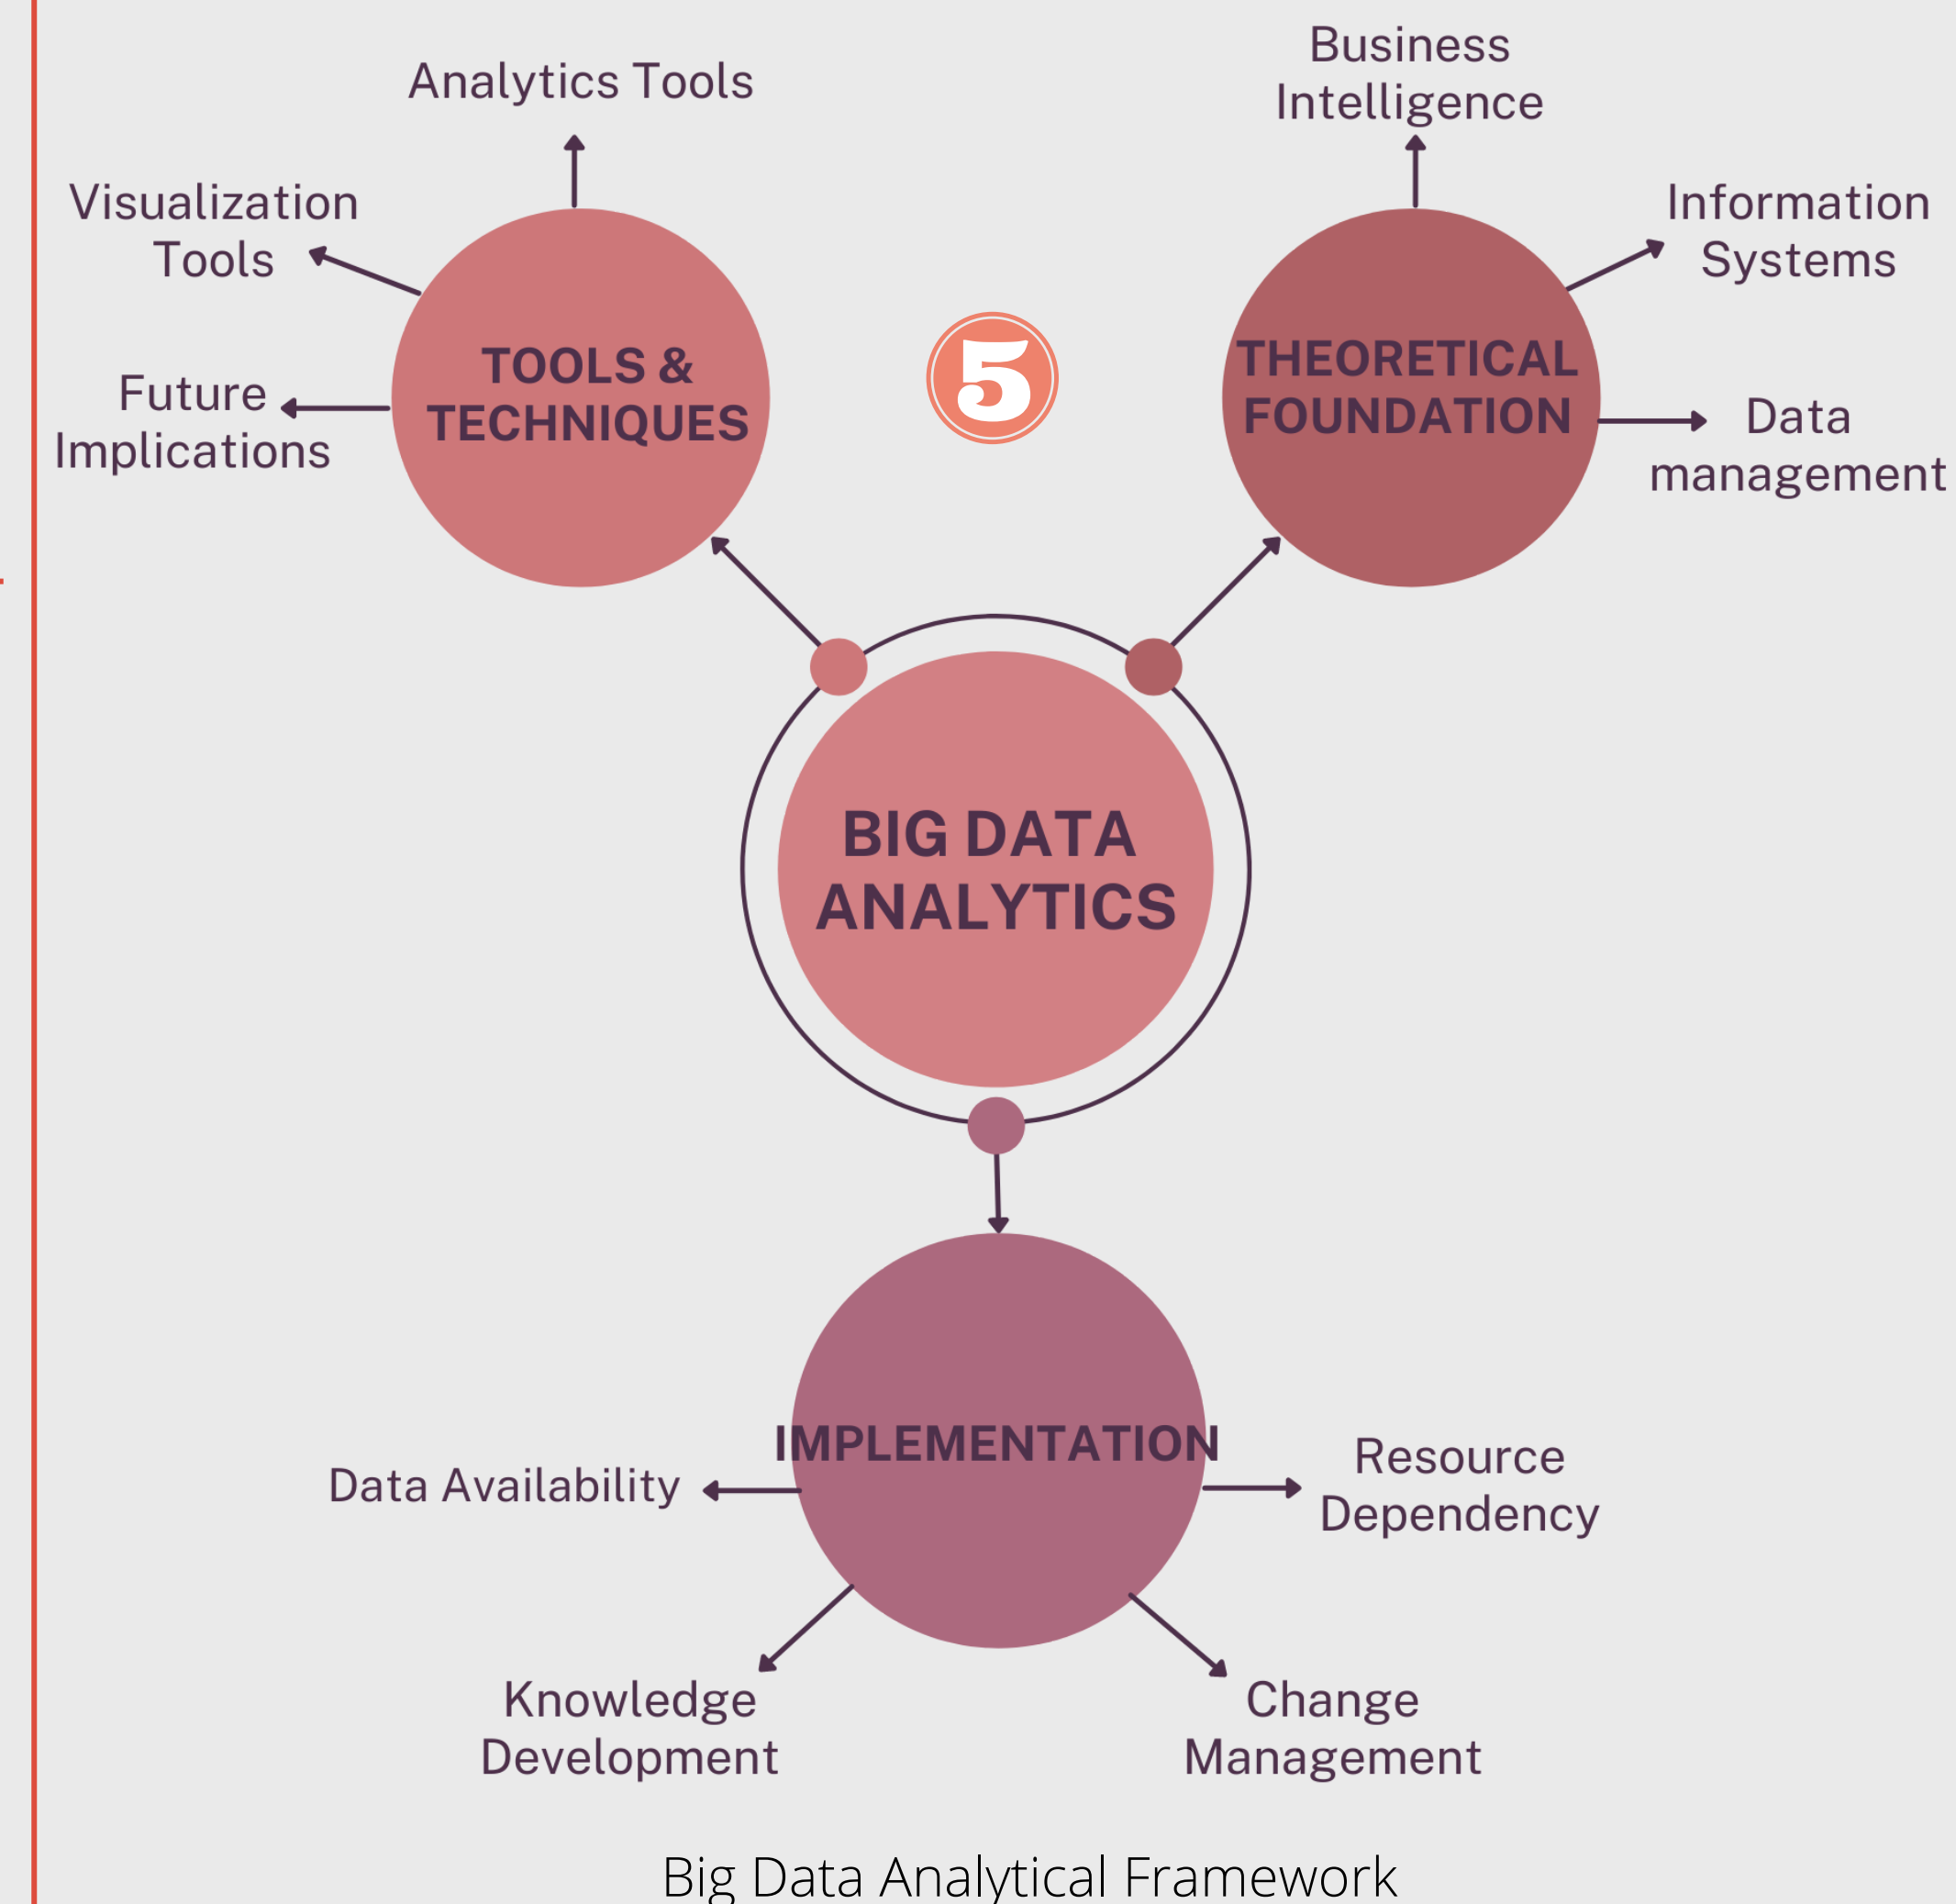 Analytics Tools
Visualization
Tools
Future
Implications
TOOLS &
TECHNIQUES
5
Business
Intelligence
Information
Systems
Data
management
THEORETICAL
FOUNDATION
BIG DATA
ANALYTICS
IMPLEMENTATION
Data Availability
Resource
Dependency
Knowledge
Development
Change
Management
Big Data Analytical Framework